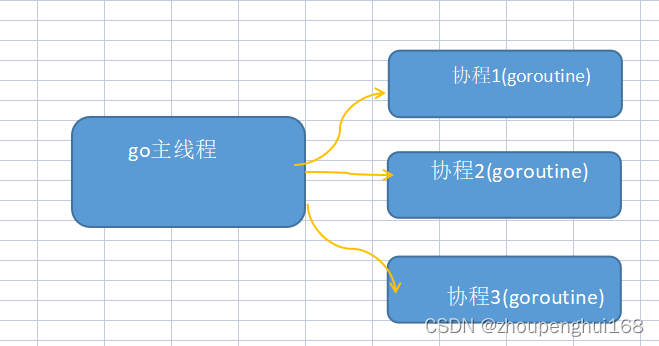 go主线程
协程1(goroutine)
协程2(goroutine)
协程3(goroutine)
CSDN @zhoupenghui168